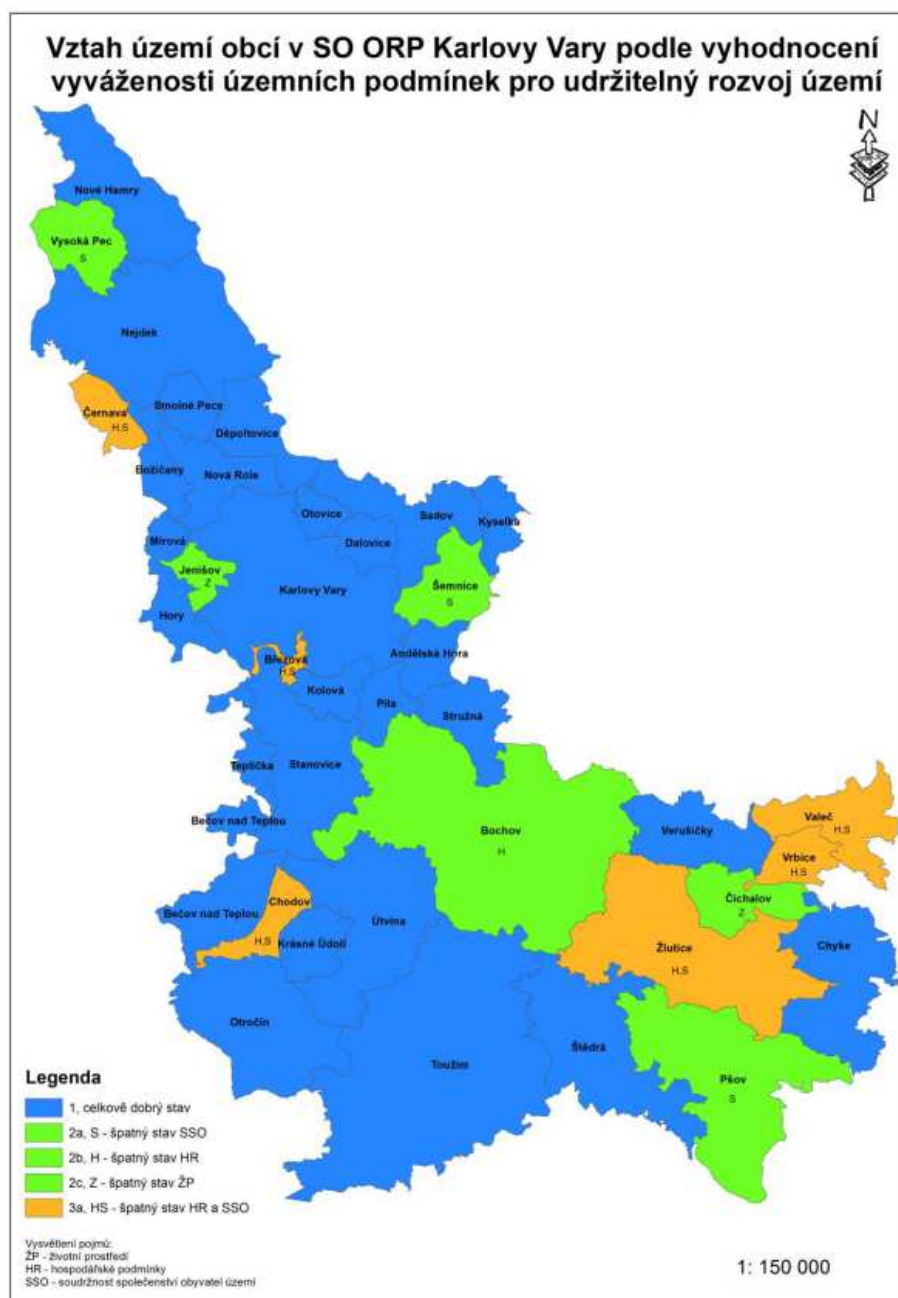 Vztah území obcí v SO ORP Karlovy Vary podle vyhodnocení
vyváženosti územních podmínek pro udržitelný rozvoj území
N
Nové Hamry
Vysoká Pec
S
Nejdek
Černava
H,S
Smolné Pece
Děpoltovice
Božičany
Nová Role
Otovice
Sadov
Kyselka
Mírová
Dalovice
Jenišov
Z
Šemnice
S
Karlovy Vary
Hory
Andělská Hora
Březová
H,S
Kolová
Pila
Stružná
Teplička
Stanovice
Bečov nad Teplou
Bochov
H
Verušičky
Valeč
H,S
Vrbice
H,S
Čichalov
Z
Chodov
H,S
Bečov nad Teplou
Krásné Údolí
Útvina
Žlutice
H,S
Chyše
Otročín
Toužim
Štědrá
Pšov
S
Legenda
1, celkově dobrý stav
2a, S - špatný stav SSO
2b, H - špatný stav HR
2c, Z - špatný stav ŽP
3a, HS - špatný stav HR a SSO
Vysvětlení pojmů:
ŽP - životní prostředí
HR - hospodářské podmínky
SSO - soudržnost společenství obyvatel území
1: 150 000